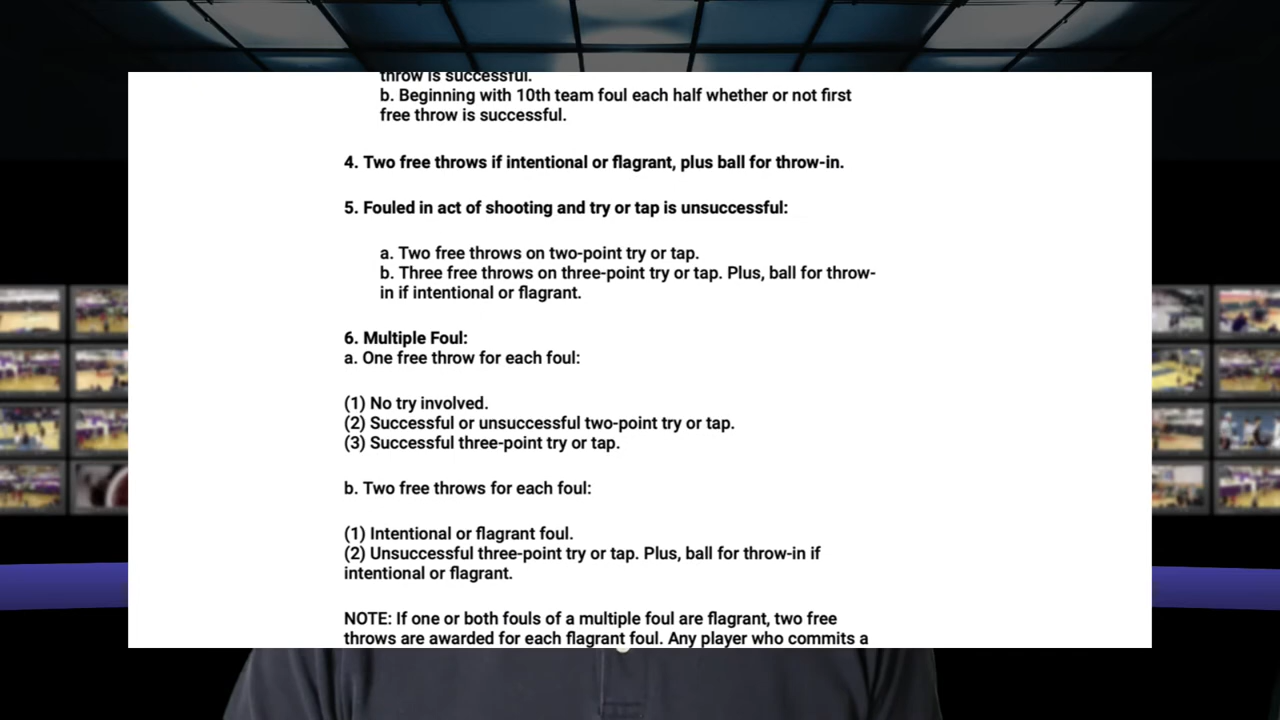 throw is successful.
b. Beginning with 10th team foul each half whether or not first
free throw is successful.
4. Two free throws if intentional or flagrant, plus ball for throw-in.
5. Fouled in act of shooting and try or tap is unsuccessful:
a. Two free throws on two-point try or tap.
b. Three free throws on three-point try or tap. Plus, ball for throw-
in if intentional or flagrant.
6. Multiple Foul:
a. One free throw for each foul:
(1) No try involved.
(2) Successful or unsuccessful two-point try or tap.
(3) Successful three-point try or tap.
b. Two free throws for each foul:
(1) Intentional or flagrant foul.
(2) Unsuccessful three-point try or tap. Plus, ball for throw-in if
intentional or flagrant.
NOTE: If one or both fouls of a multiple foul are flagrant, two free
throws are awarded for each flagrant foul. Any player who commits a